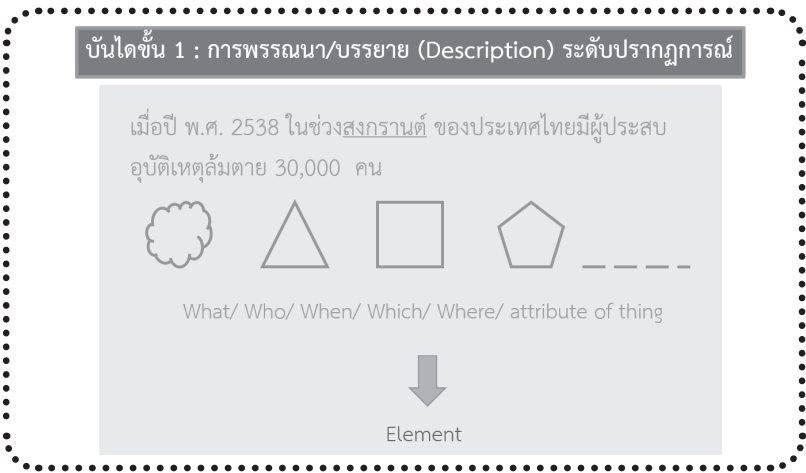 บันไดขั้น 1 : การพรรณนา/บรรยาย (Description) ระดับปรากฏการณ์
เมื่อปี พ.ศ. 2538 ในช่วงสงกรานต์ ของประเทศไทยมีผู้ประสบ
อุบัติเหตุล้มตาย 30,000 คน
What/ Who/ When/ Which/ Where/ attribute of thing
Element